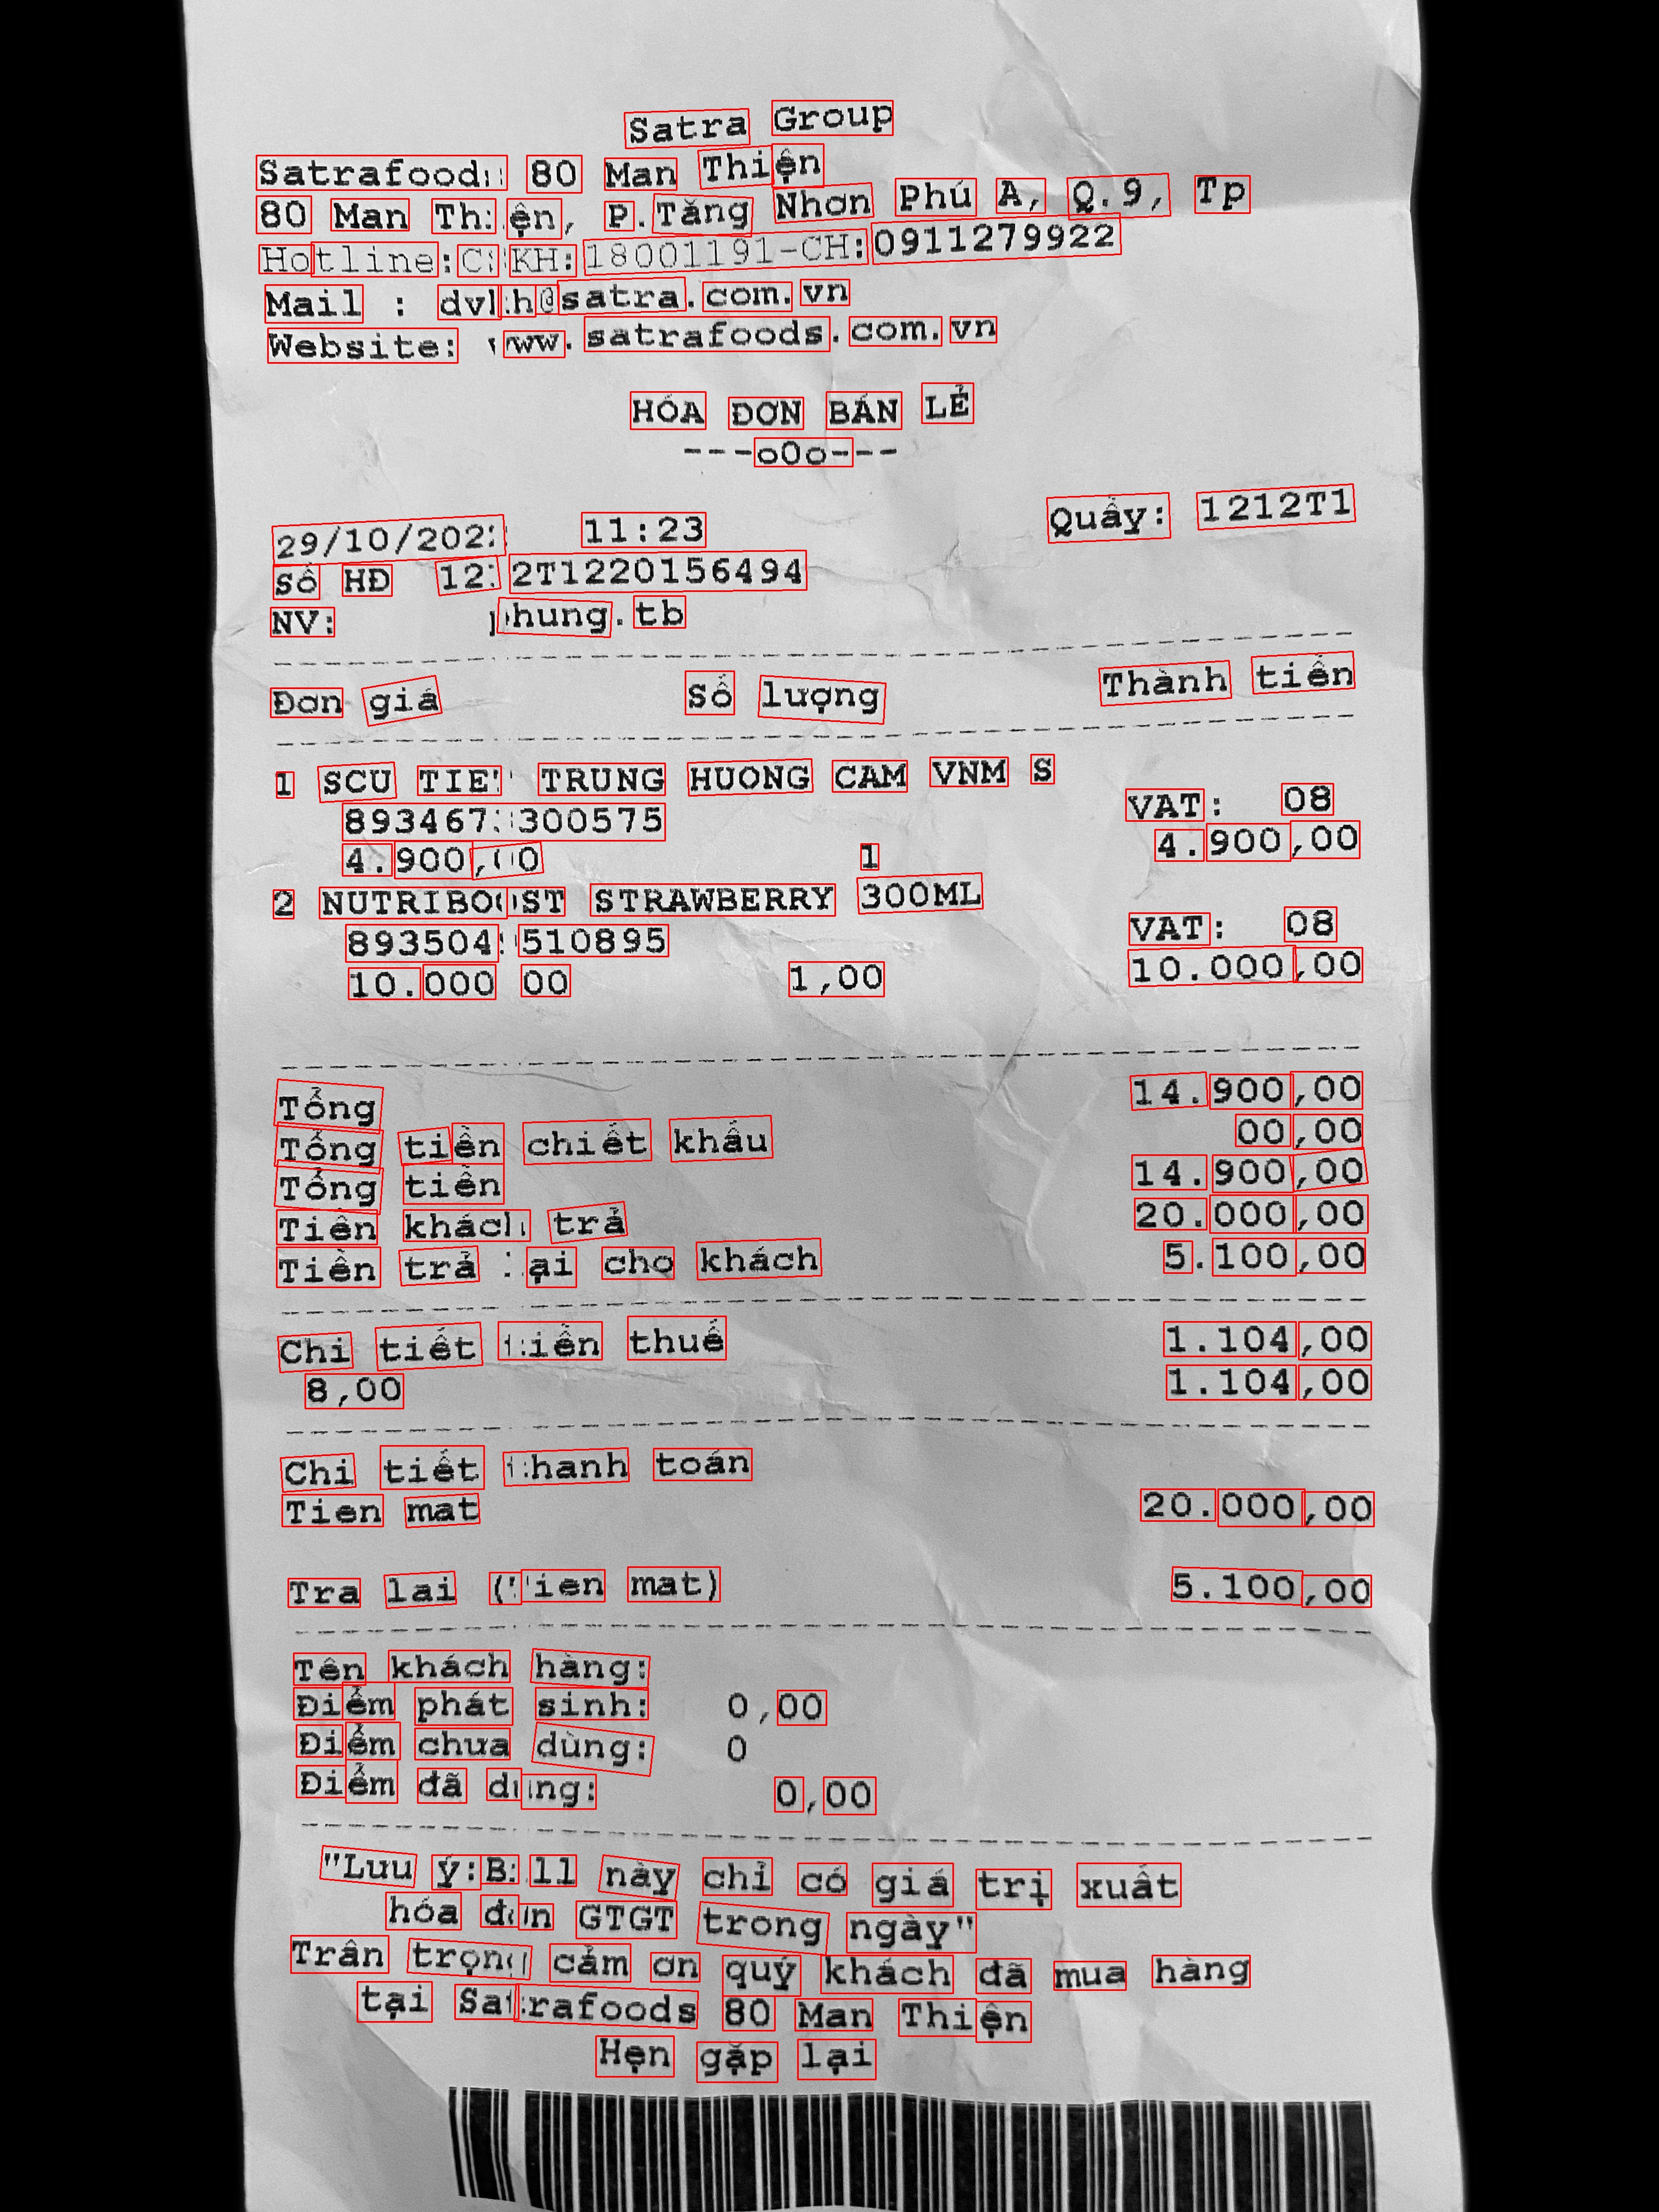 Satra Group
Satrafoods 80 Man Thiện
80 Man Thiện, P.Tăng Nhơn Phú A, Q.9, Tp
Hotline:CSKH:18001191-CH:0911279922
Mail : dvkh@satra.com.vn
Website: www.satrafoods.com.vn
HÓA ĐƠN BÁN LẺ
---oOo---
29/10/2022 11:23 Quầy: 1212T1
Số HĐ 1212T1220156494
NV: phung.tb
Đơn giá Số lượng Thành tiền
1 SCU TIET TRUNG HUONG CAM VNM S
8934673300575 VAT: 08
4.900,00 1 4.900,00
2 NUTRIBOOST STRAWBERRY 300ML
8935049510895 VAT: 08
10.000,00 1,00 10.000,00
Tổng 14.900,00
Tổng tiền chiết khấu 00,00
Tổng tiền 14.900,00
Tiền khách trả 20.000,00
Tiền trả lại cho khách 5.100,00
Chi tiết tiền thuế 1.104,00
8,00 1.104,00
Chi tiết thanh toán
Tien mat 20.000,00
Tra lai (Tien mat) 5.100,00
Tên khách hàng:
Điểm phát sinh: 0,00
Điểm chưa dùng: 0
Điểm đã dùng: 0,00
"Lưu ý:Bill này chỉ có giá trị xuất
hóa đơn GTGT trong ngày"
Trân trọng cảm ơn quý khách đã mua hàng
tại Satrafoods 80 Man Thiện
Hẹn gặp lại